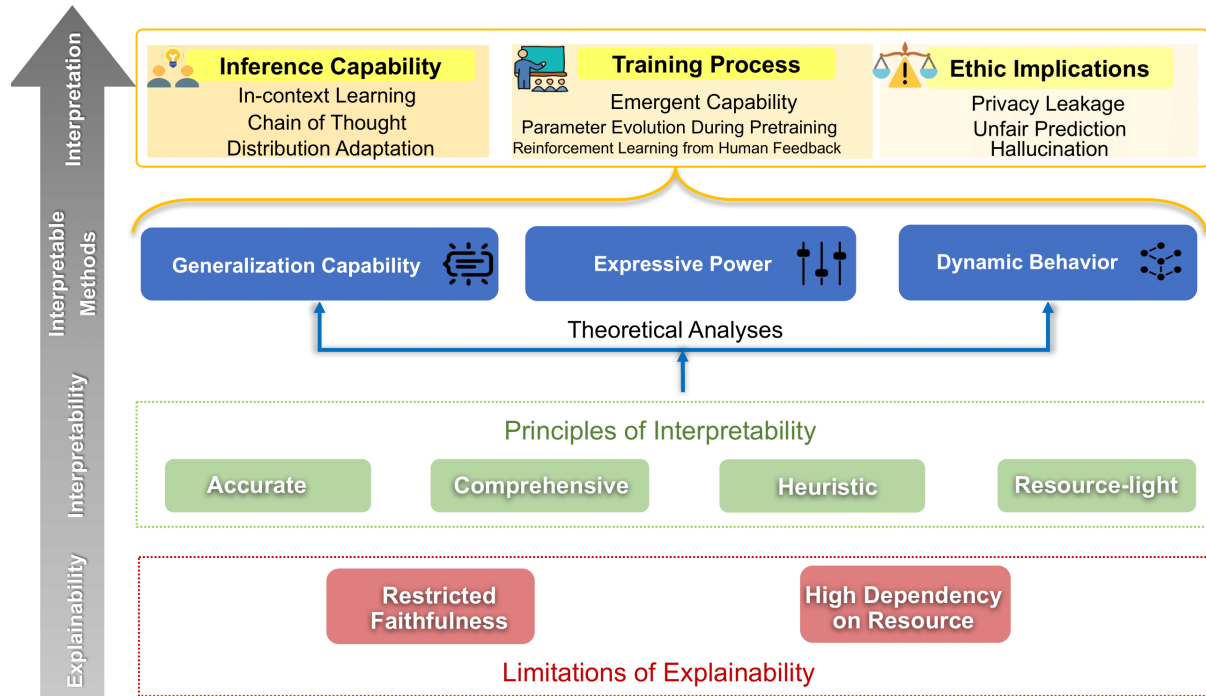 Interpretation
Inference Capability
In-context Learning
Chain of Thought
Distribution Adaptation
Training Process
Emergent Capability
Parameter Evolution During Pretraining
Reinforcement Learning from Human Feedback
Ethic Implications
Privacy Leakage
Unfair Prediction
Hallucination
Interpretable
Methods
Generalization Capability
Expressive Power
Dynamic Behavior
Theoretical Analyses
Interpretability
Principles of Interpretability
Accurate
Comprehensive
Heuristic
Resource-light
Explainability
Restricted
Faithfulness
High Dependency
on Resource
Limitations of Explainability